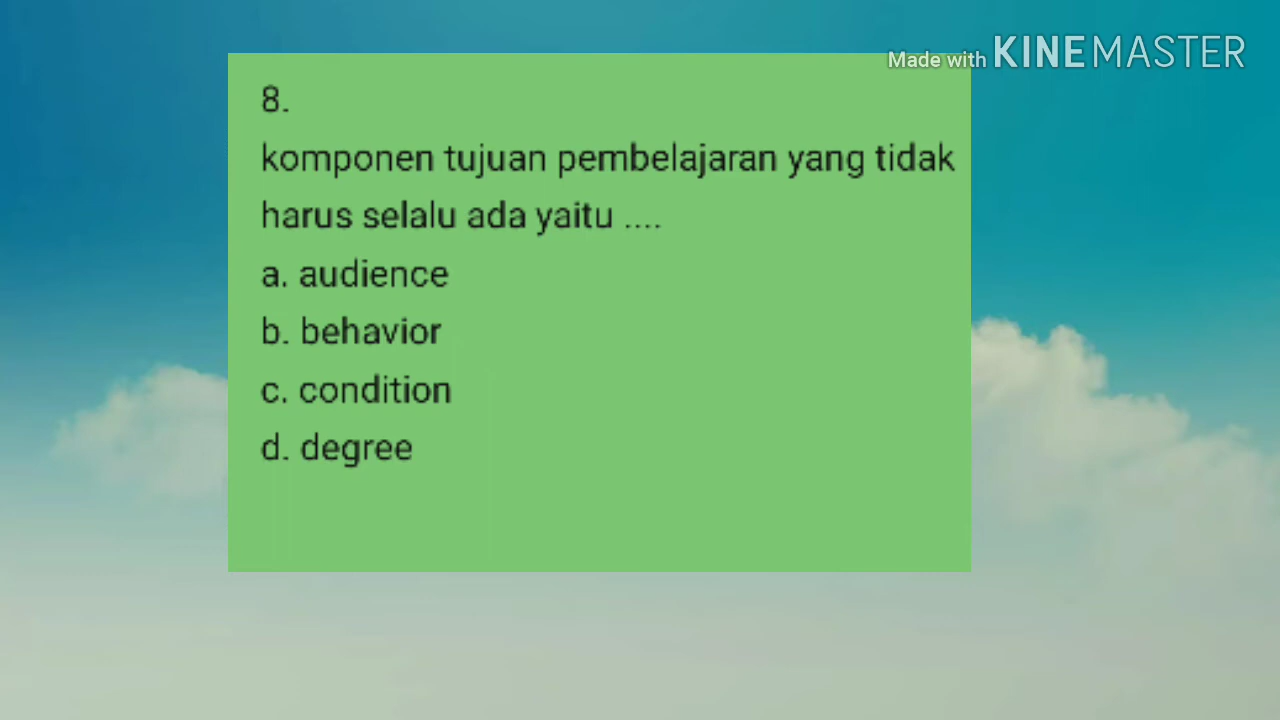 Made with KINEMASTER
8.
komponen tujuan pembelajaran yang tidak
harus selalu ada yaitu ....
a. audience
b. behavior
c. condition
d. degree